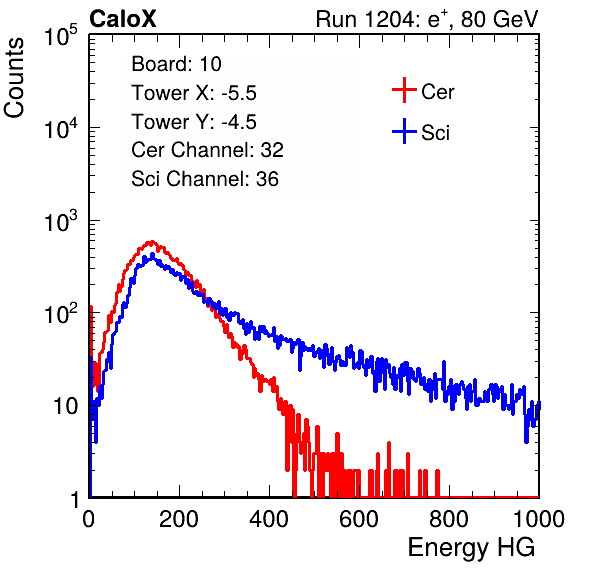 CaloX Run 1204: e⁺, 80 GeV
Counts
Board: 10
Tower X: -5.5
Tower Y: -4.5
Cer Channel: 32
Sci Channel: 36
Cer
Sci
10⁵
10⁴
10³
10²
10
1
0 200 400 600 800 1000
Energy HG